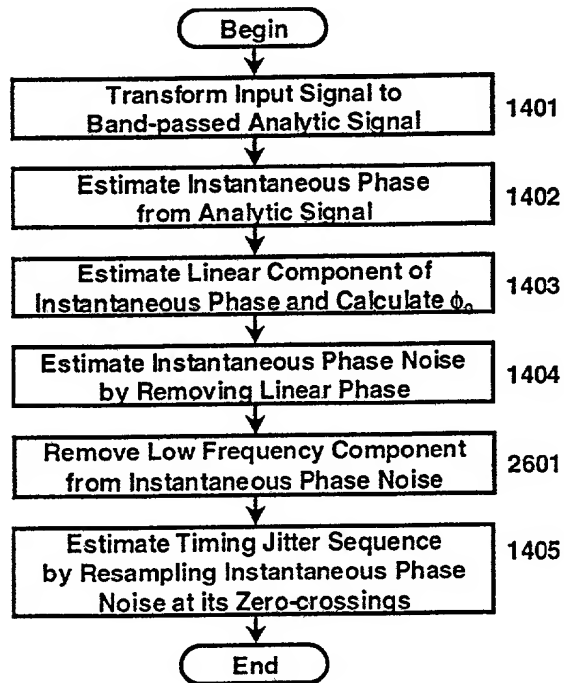 Begin
Transform Input Signal to
Band-passed Analytic Signal
1401
Estimate Instantaneous Phase
from Analytic Signal
1402
Estimate Linear Component of
Instantaneous Phase and Calculate ϕ₀
1403
Estimate Instantaneous Phase Noise
by Removing Linear Phase
1404
Remove Low Frequency Component
from Instantaneous Phase Noise
2601
Estimate Timing Jitter Sequence
by Resampling Instantaneous Phase
Noise at its Zero-crossings
1405
End